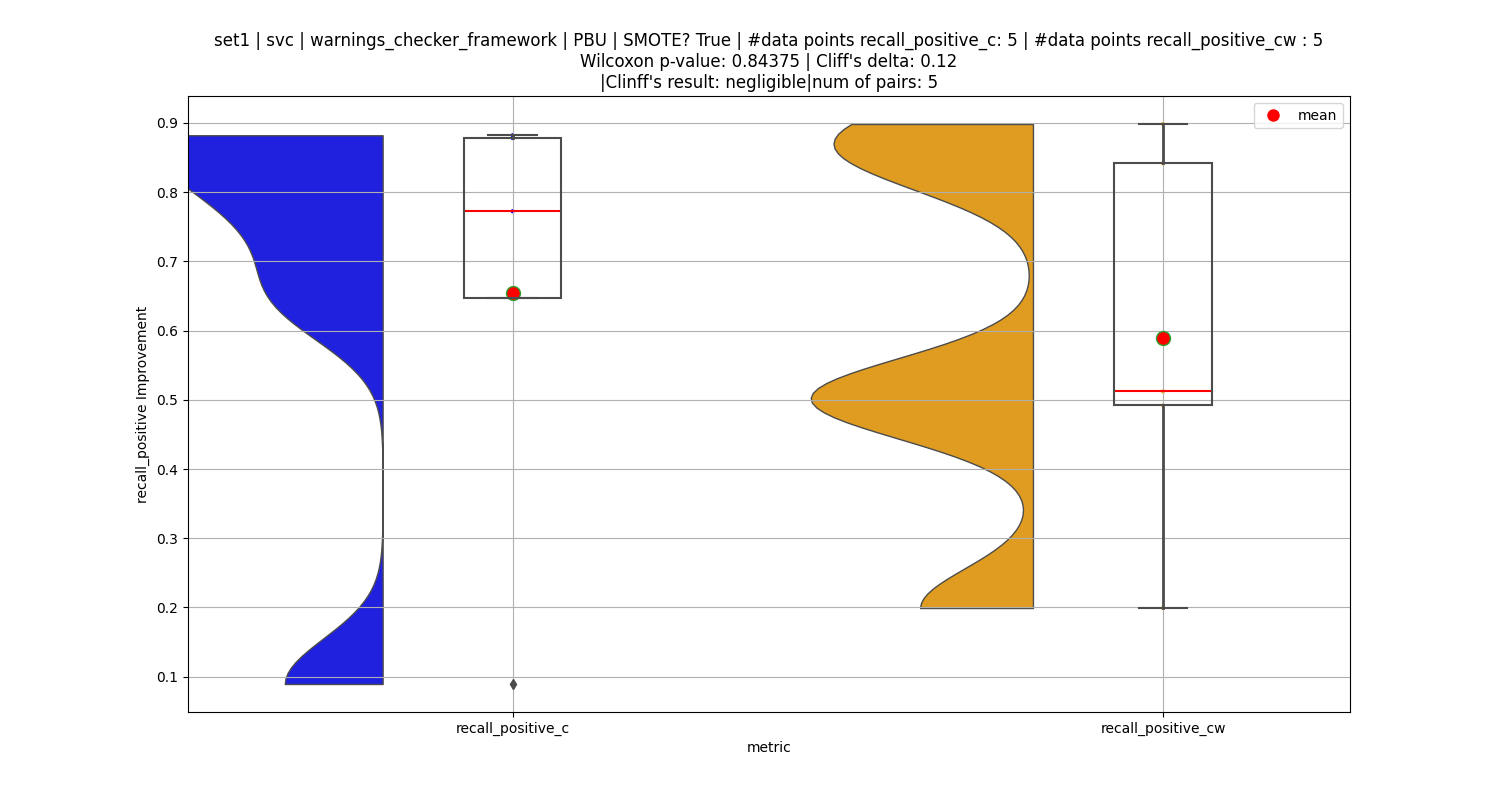 set1 | svc | warnings_checker_framework | PBU | SMOTE? True | #data points recall_positive_c: 5 | #data points recall_positive_cw : 5
Wilcoxon p-value: 0.84375 | Cliff's delta: 0.12
|Clinff's result: negligible|num of pairs: 5
mean
0.9
0.8
0.7
0.6
0.5
0.4
0.3
0.2
0.1
recall_positive Improvement
recall_positive_c
recall_positive_cw
metric